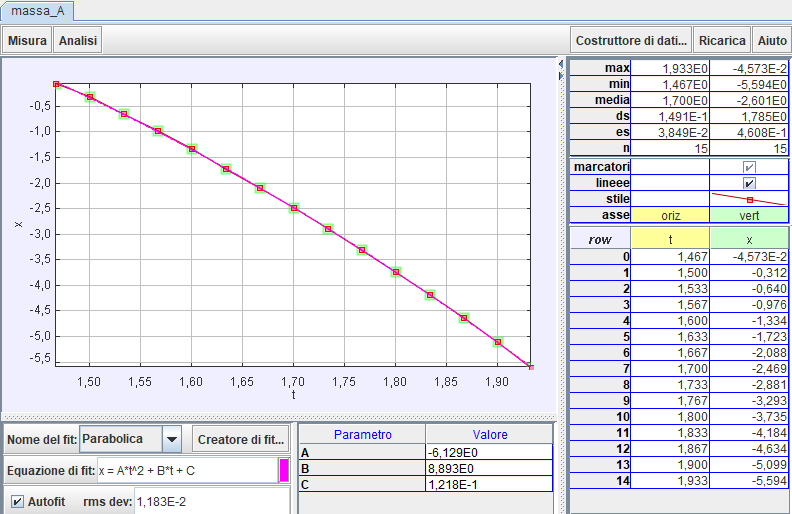 massa_A
Misura Analisi Costruttore di dati... Ricarica Aiuto
max 1,933E0 -4,573E-2
min 1,467E0 -5,594E0
media 1,700E0 -2,601E0
ds 1,491E-1 1,785E0
es 3,849E-2 4,608E-1
n 15 15
marcatori
lineee
stile
asse oriz vert
row t x
0 1,467 -4,573E-2
1 1,500 -0,312
2 1,533 -0,640
3 1,567 -0,976
4 1,600 -1,334
5 1,633 -1,723
6 1,667 -2,088
7 1,700 -2,469
8 1,733 -2,881
9 1,767 -3,293
10 1,800 -3,735
11 1,833 -4,184
12 1,867 -4,634
13 1,900 -5,099
14 1,933 -5,594
-0,5
-1,0
-1,5
-2,0
-2,5
-3,0
-3,5
-4,0
-4,5
-5,0
-5,5
x
1,50 1,55 1,60 1,65 1,70 1,75 1,80 1,85 1,90
t
Nome del fit: Parabolica Creatore di fit...
Equazione di fit: x = A*t^2 + B*t + C
Autofit rms dev: 1,183E-2
Parametro Valore
A -6,129E0
B 8,893E0
C 1,218E-1